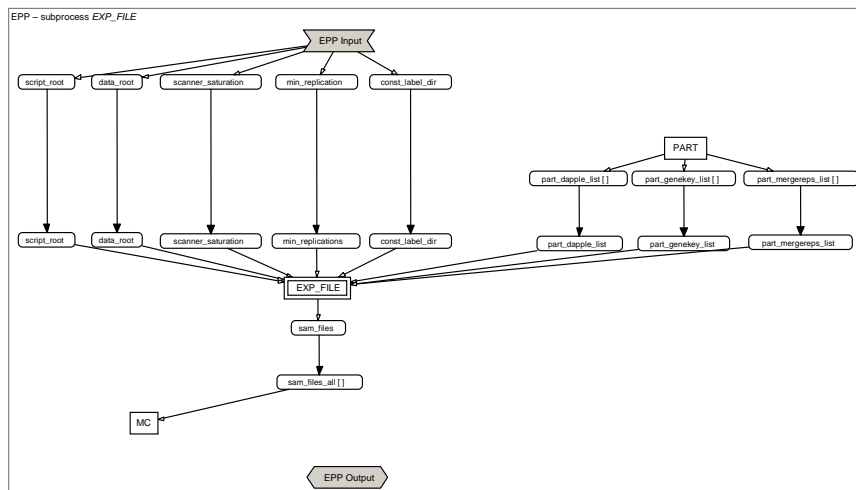 EPP – subprocess EXP_FILE
EPP Input
script_root
data_root
scanner_saturation
min_replication
const_label_dir
PART
part_dapple_list [ ]
part_genekey_list [ ]
part_mergereps_list [ ]
script_root
data_root
scanner_saturation
min_replications
const_label_dir
part_dapple_list
part_genekey_list
part_mergereps_list
EXP_FILE
sam_files
sam_files_all [ ]
MC
EPP Output